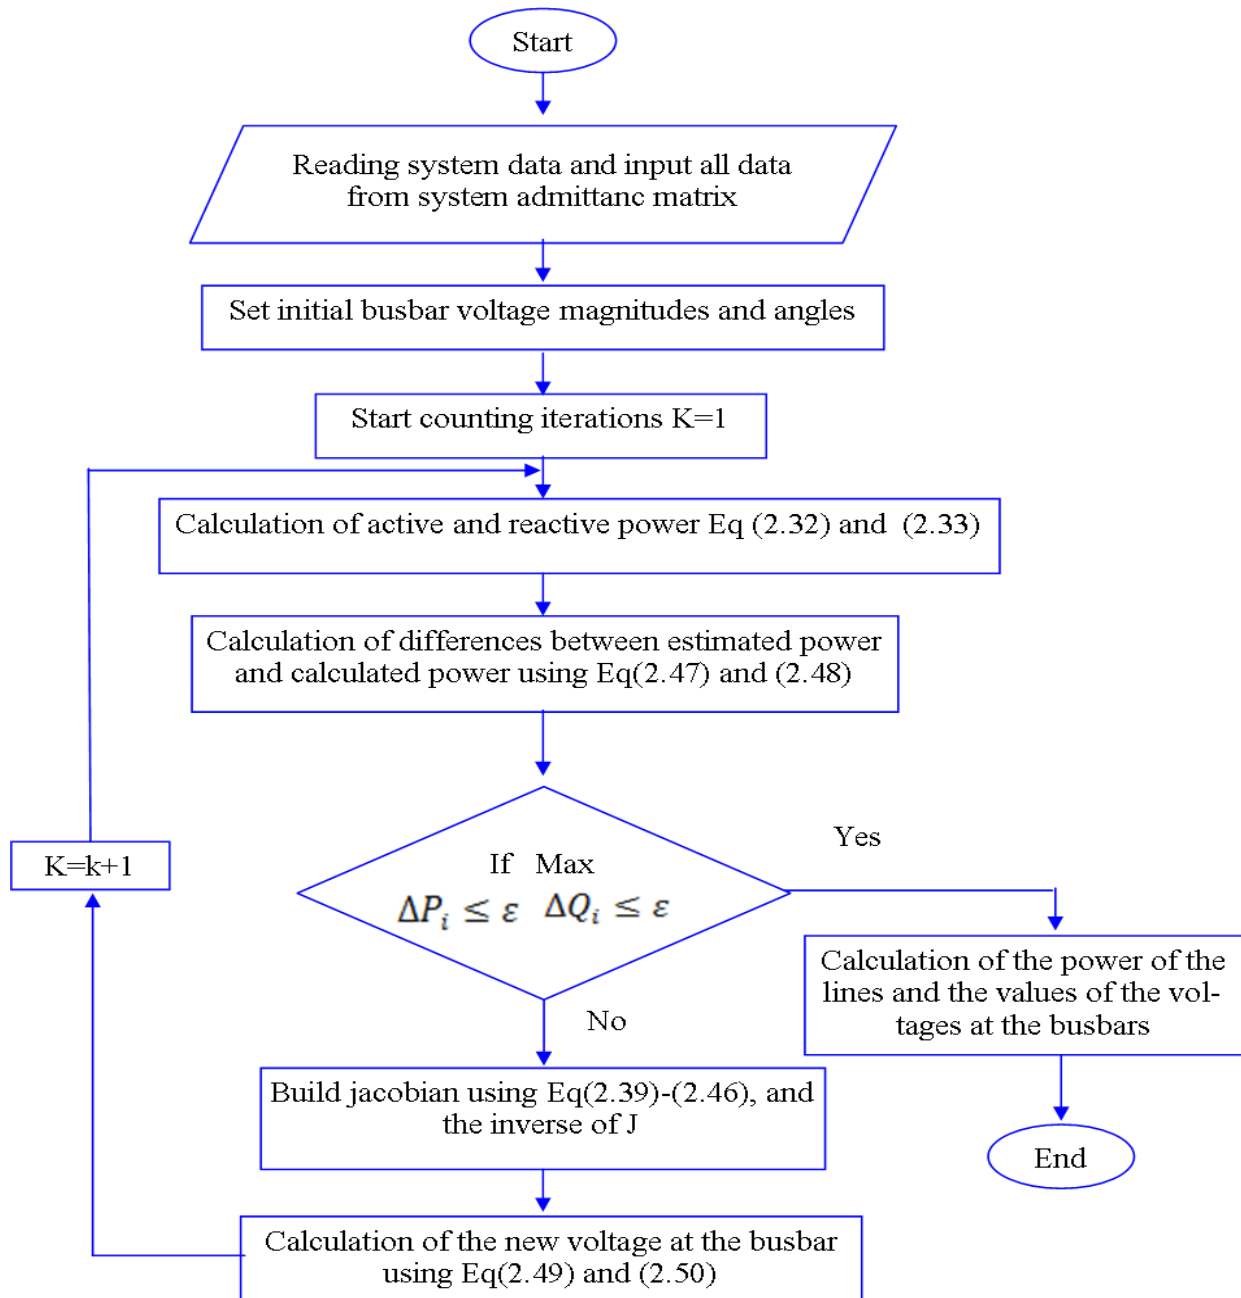 Start
Reading system data and input all data
from system admittanc matrix
Set initial busbar voltage magnitudes and angles
Start counting iterations K=1
Calculation of active and reactive power Eq (2.32) and (2.33)
Calculation of differences between estimated power
and calculated power using Eq(2.47) and (2.48)
If Max
ΔP_i ≤ ε ΔQ_i ≤ ε
Yes
K=k+1
Calculation of the power of the
lines and the values of the vol-
tages at the busbars
No
Build jacobian using Eq(2.39)-(2.46), and
the inverse of J
End
Calculation of the new voltage at the busbar
using Eq(2.49) and (2.50)